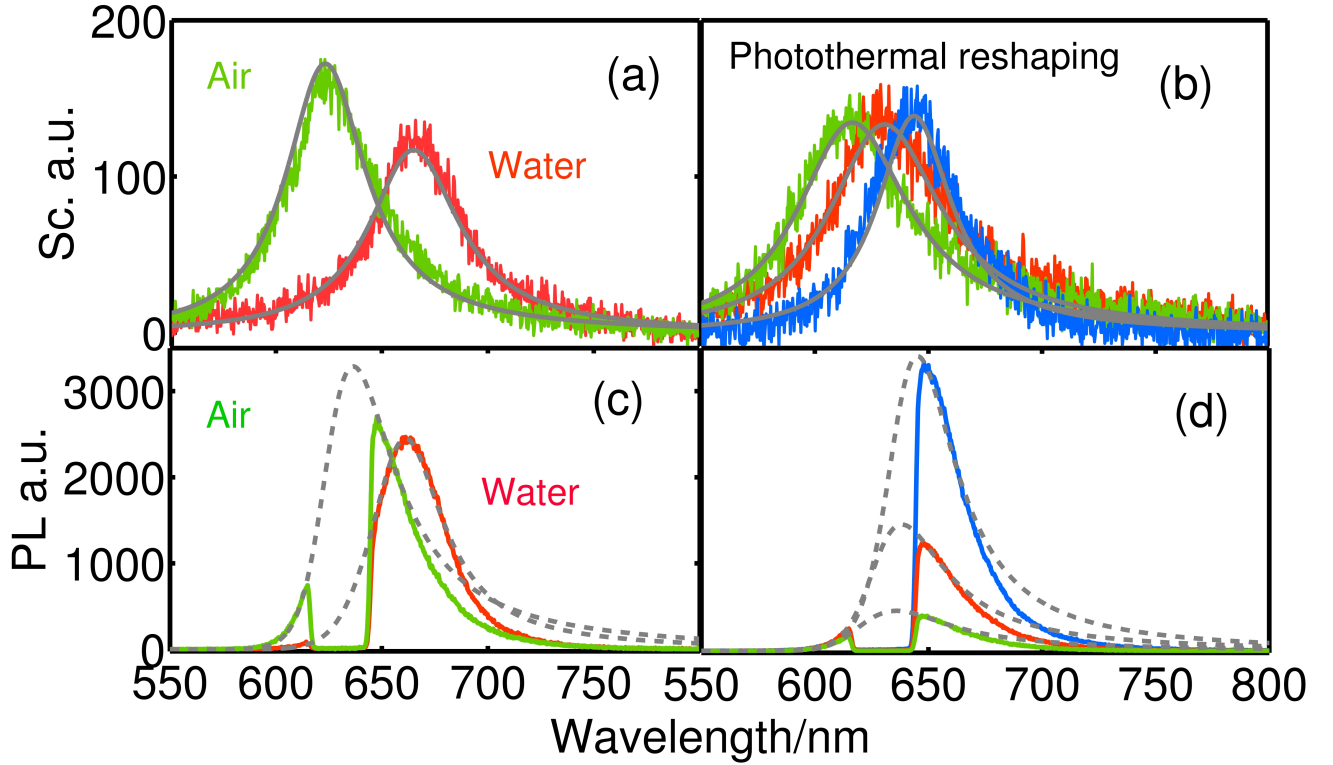 200
100
0
Sc. a.u.
Air
Water
(a)
Photothermal reshaping
(b)
3000
2000
1000
0
PL a.u.
Air
Water
(c)
(d)
550 600 650 700 750 550 600 650 700 750 800
Wavelength/nm